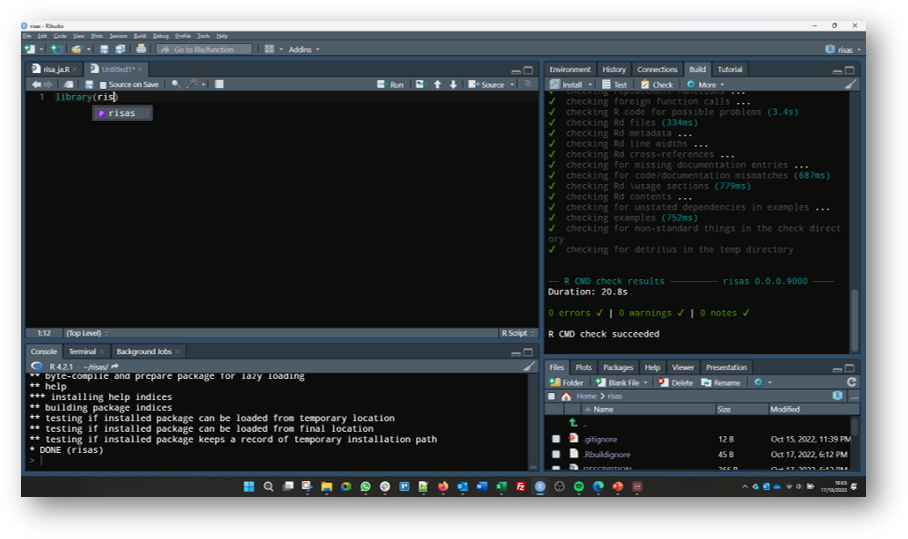 risas - RStudio
File Edit Code View Plots Session Build Debug Profile Tools Help
Go to file/function Addins risas
risa_ja.R Untitled1*
Source on Save Run Source
1 library(ris)
risas
1:12 (Top Level) R Script
Console Terminal Background Jobs
R 4.2.1 · ~/risas/
** byte-compile and prepare package for lazy loading
** help
*** installing help indices
** building package indices
** testing if installed package can be loaded from temporary location
** testing if installed package can be loaded from final location
** testing if installed package keeps a record of temporary installation path
* DONE (risas)
>
Environment History Connections Build Tutorial
Install Test Check More
✓ checking replacement functions ...
✓ checking foreign function calls ...
✓ checking R code for possible problems (3.4s)
✓ checking Rd files (334ms)
✓ checking Rd metadata ...
✓ checking Rd line widths ...
✓ checking Rd cross-references ...
✓ checking for missing documentation entries ...
✓ checking for code/documentation mismatches (687ms)
✓ checking Rd \usage sections (779ms)
✓ checking Rd contents ...
✓ checking for unstated dependencies in examples ...
✓ checking examples (752ms)
✓ checking for non-standard things in the check direct
ory
✓ checking for detritus in the temp directory
── R CMD check results ──────── risas 0.0.0.9000 ────
Duration: 20.8s
0 errors ✓ | 0 warnings ✓ | 0 notes ✓
R CMD check succeeded
Files Plots Packages Help Viewer Presentation
Folder Blank File Delete Rename
Home risas
Name Size Modified
..
.gitignore 12 B Oct 15, 2022, 11:39 PM
.Rbuildignore 45 B Oct 17, 2022, 6:12 PM
DESCRIPTION 366 B Oct 17, 2022, 6:12 PM
17/10/2022